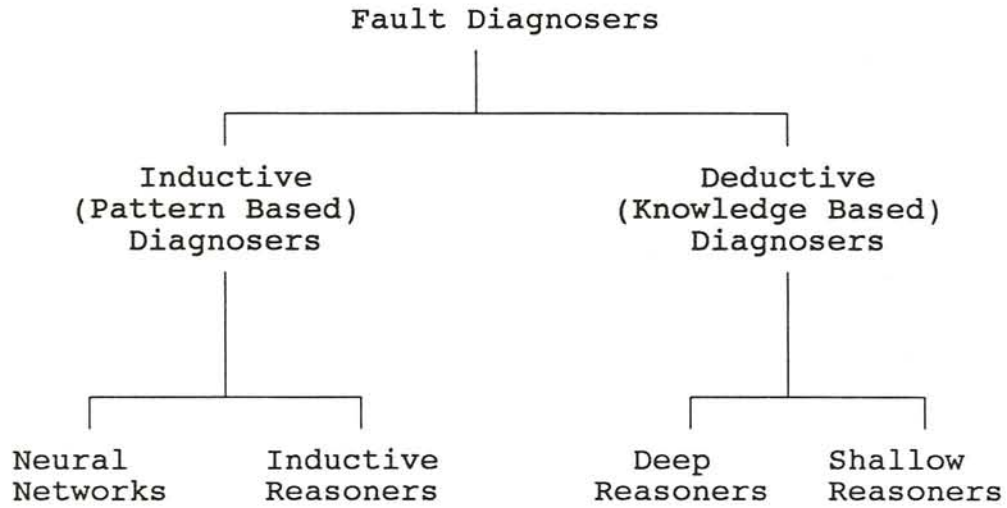 Fault Diagnosers
Inductive
(Pattern Based)
Diagnosers
Deductive
(Knowledge Based)
Diagnosers
Neural
Networks
Inductive
Reasoners
Deep
Reasoners
Shallow
Reasoners